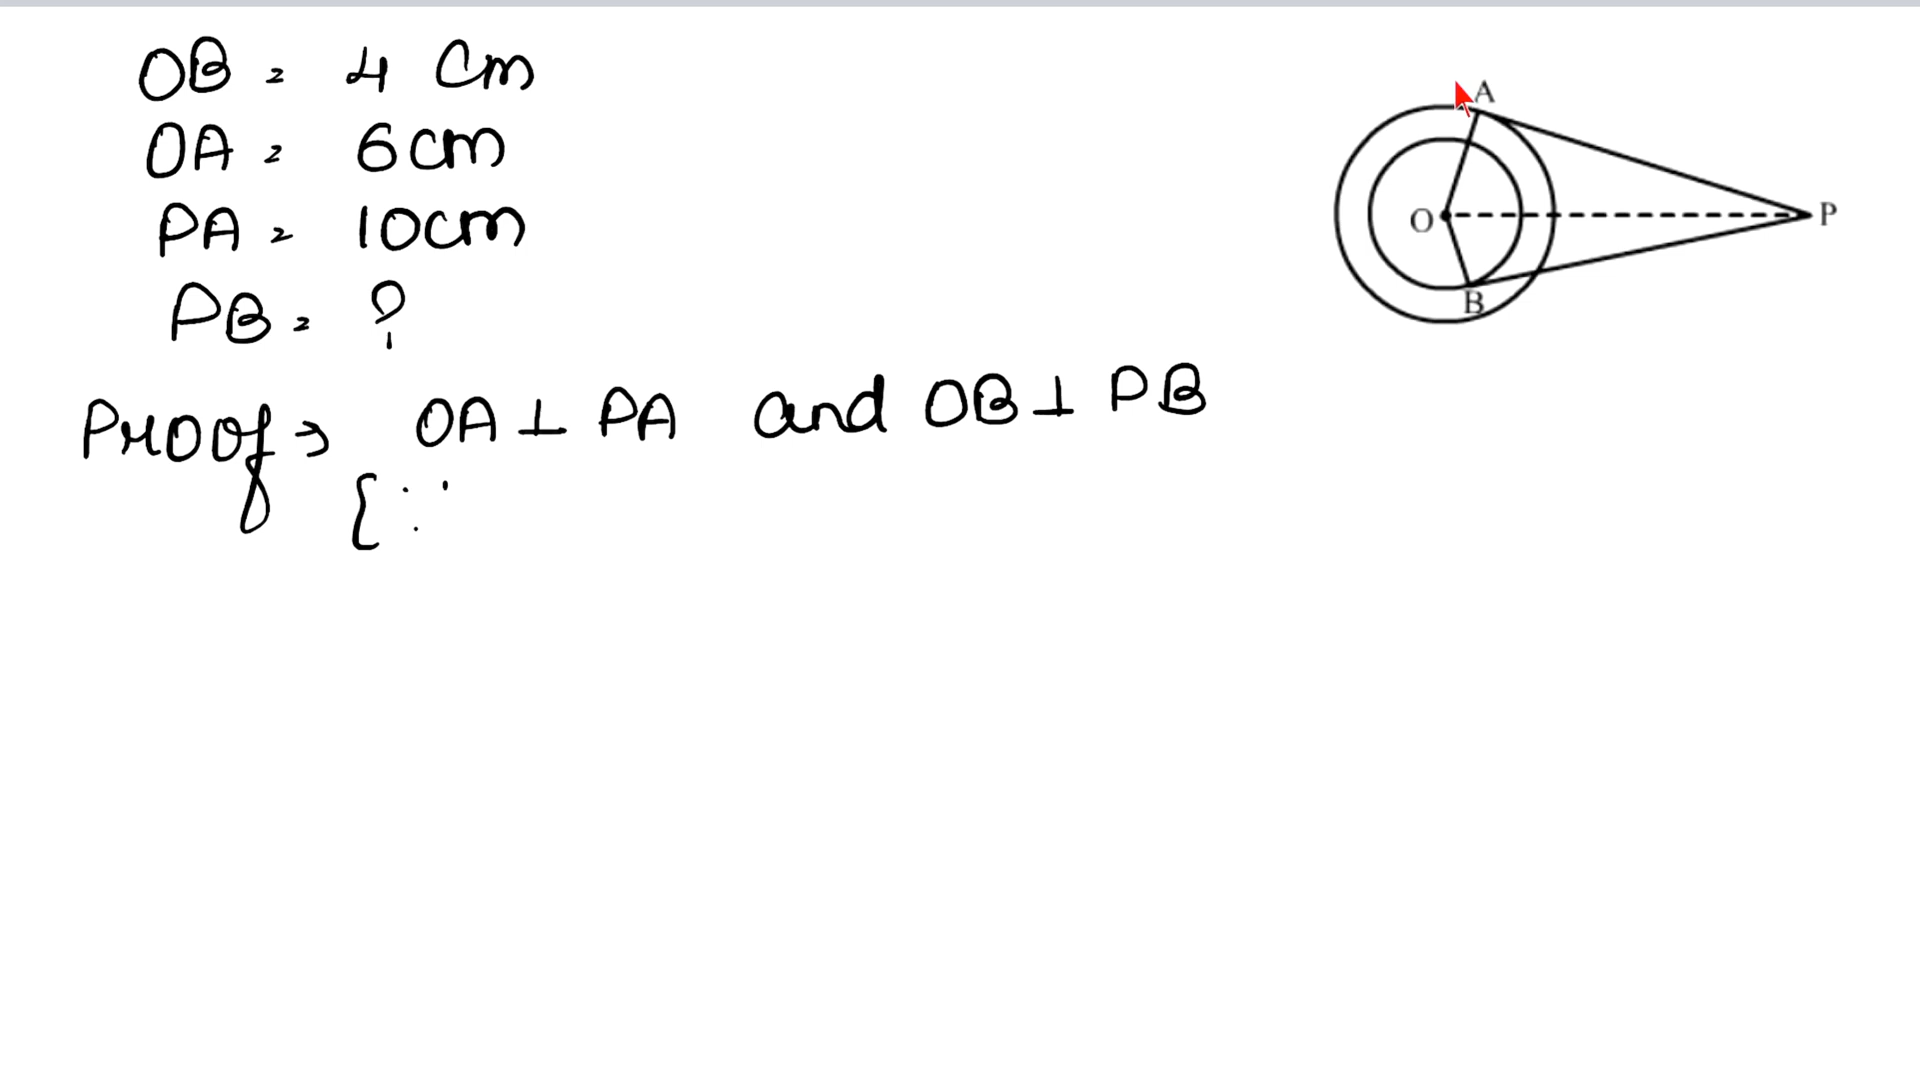 OB = 4 Cm
OA = 6cm
PA = 10cm
PB = ?
Proof → OA ⊥ PA and OB ⊥ PB
{∵
A
O
P
B